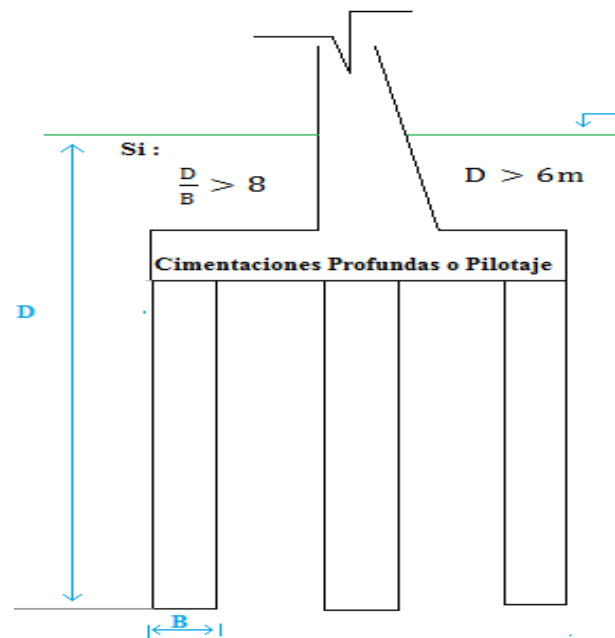 Si :
D/B > 8
D > 6m
Cimentaciones Profundas o Pilotaje
D
B